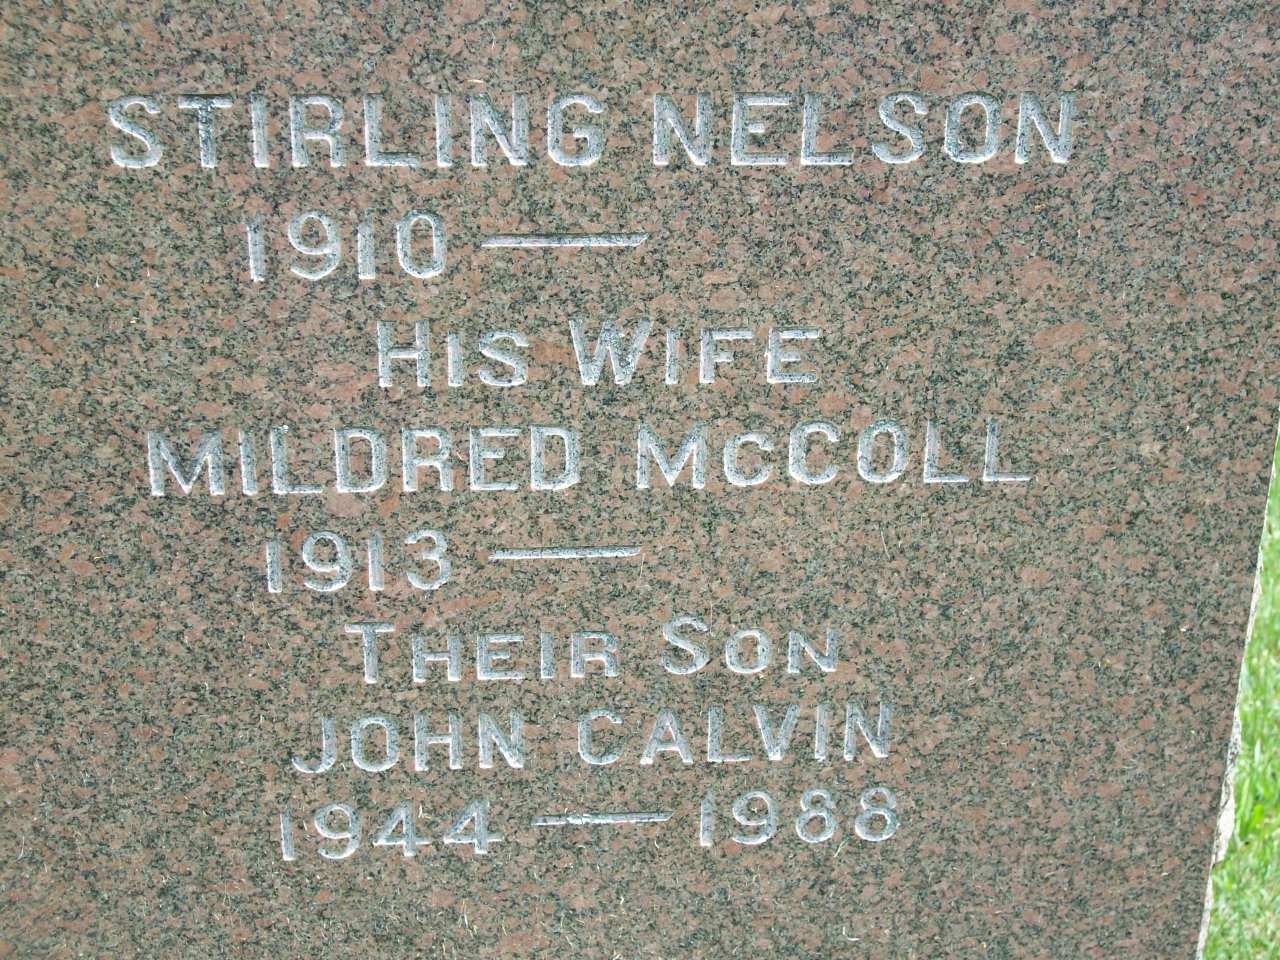 STIRLING NELSON
1910 —
HIS WIFE
MILDRED McCOLL
1913 —
THEIR SON
JOHN CALVIN
1944 — 1988